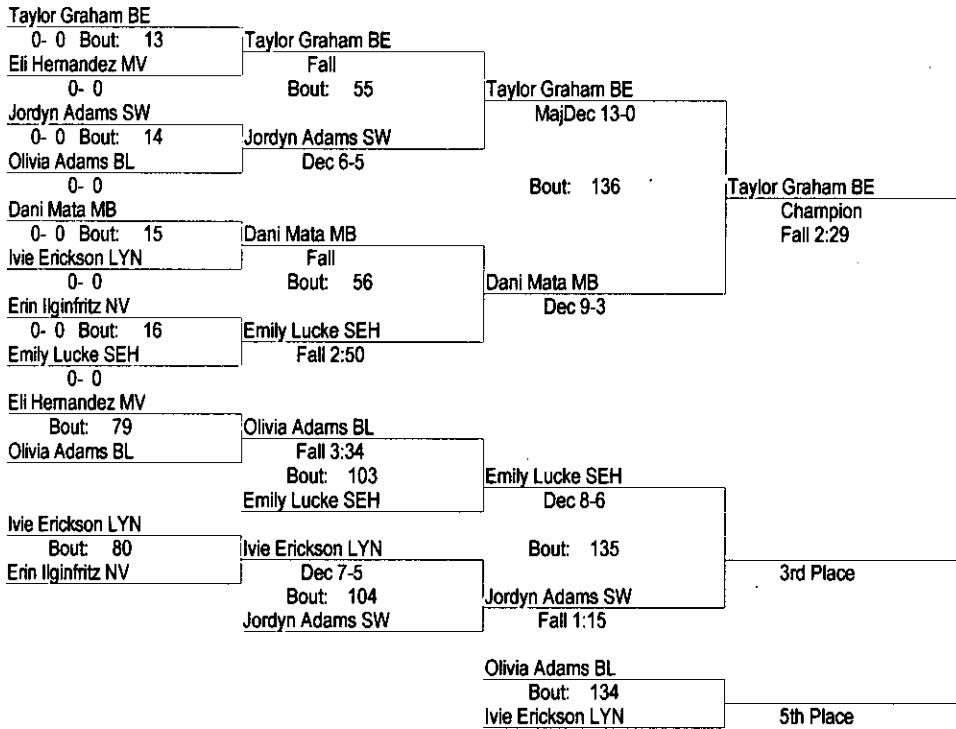 Taylor Graham BE
0- 0 Bout: 13
Eli Hernandez MV
0- 0
Jordyn Adams SW
0- 0 Bout: 14
Olivia Adams BL
0- 0
Dani Mata MB
0- 0 Bout: 15
Ivie Erickson LYN
0- 0
Erin Ilginfritz NV
0- 0 Bout: 16
Emily Lucke SEH
0- 0
Eli Hernandez MV
Bout: 79
Olivia Adams BL
Ivie Erickson LYN
Bout: 80
Erin Ilginfritz NV
Taylor Graham BE
Fall
Bout: 55
Jordyn Adams SW
Dec 6-5
Dani Mata MB
Fall
Bout: 56
Emily Lucke SEH
Fall 2:50
Olivia Adams BL
Fall 3:34
Bout: 103
Emily Lucke SEH
Ivie Erickson LYN
Dec 7-5
Bout: 104
Jordyn Adams SW
Taylor Graham BE
MajDec 13-0
Bout: 136
Dani Mata MB
Dec 9-3
Emily Lucke SEH
Dec 8-6
Bout: 135
Jordyn Adams SW
Fall 1:15
Olivia Adams BL
Bout: 134
Ivie Erickson LYN
Taylor Graham BE
Champion
Fall 2:29
3rd Place
5th Place